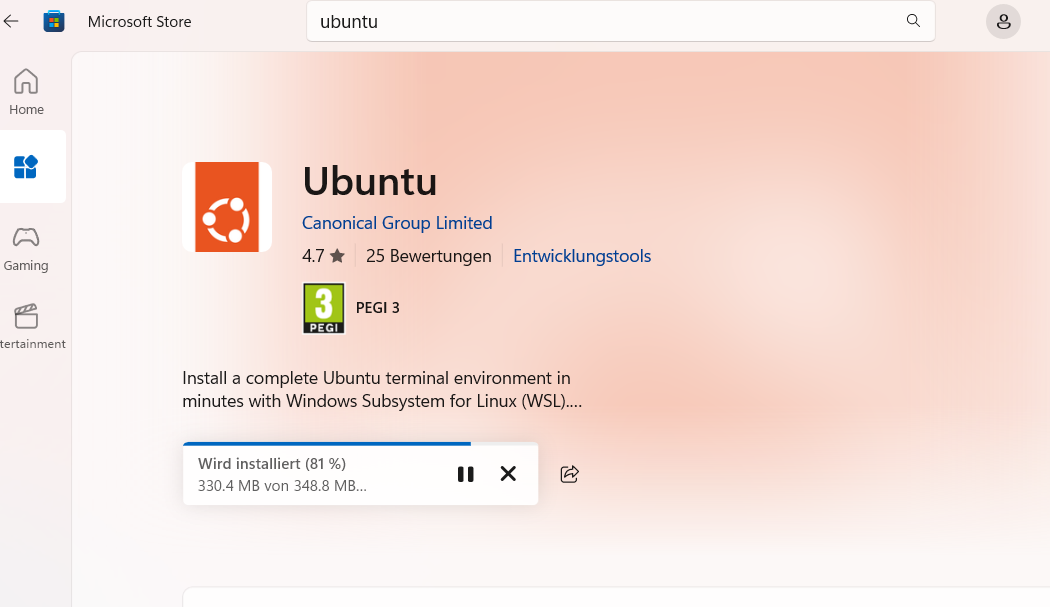 Microsoft Store
ubuntu
Home
Gaming
tertainment
Ubuntu
Canonical Group Limited
4.7 ★ 25 Bewertungen Entwicklungstools
3
PEGI
PEGI 3
Install a complete Ubuntu terminal environment in
minutes with Windows Subsystem for Linux (WSL)....
Wird installiert (81 %)
330.4 MB von 348.8 MB...